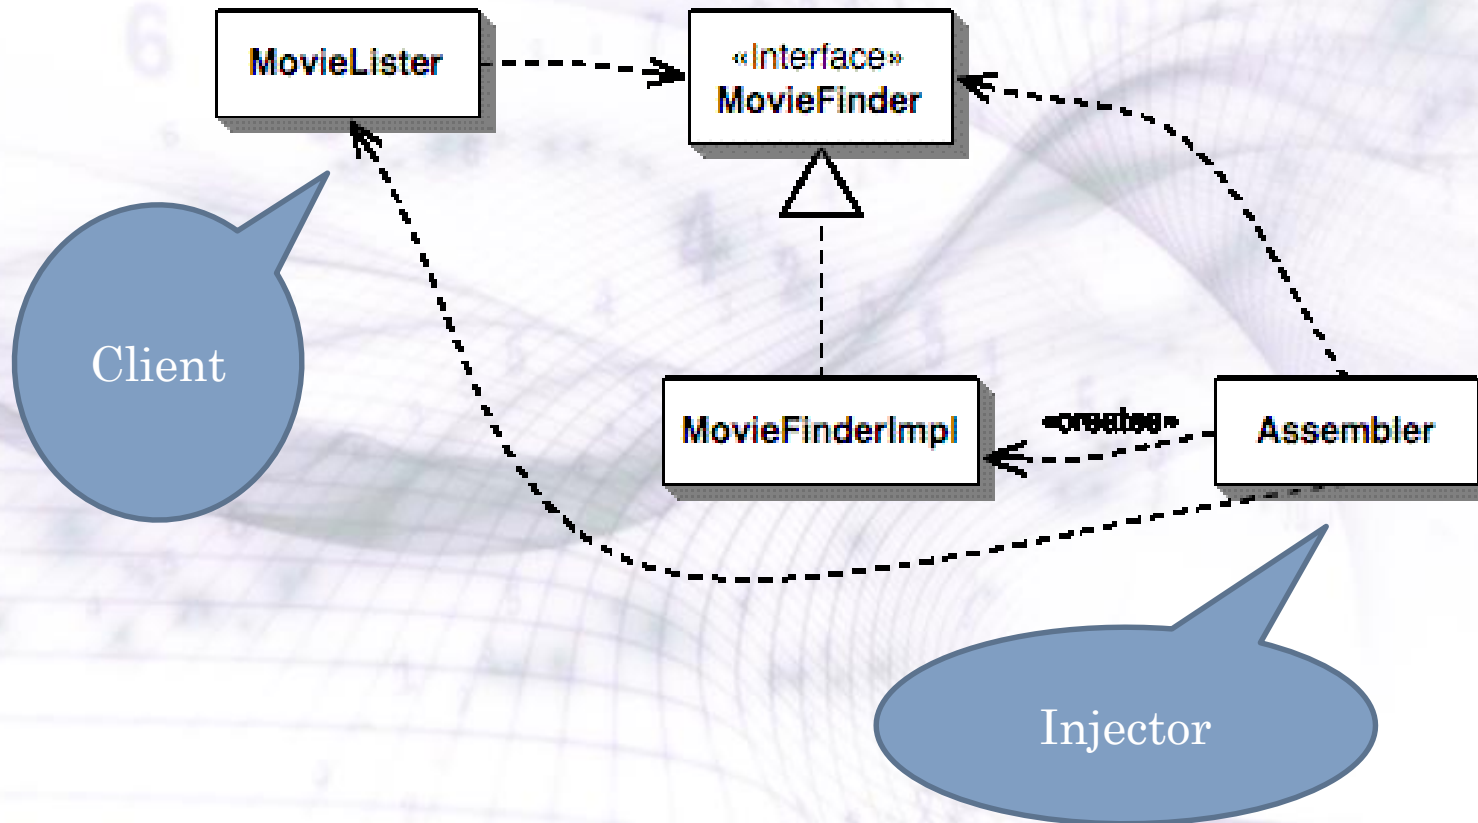 MovieLister
«Interface»
MovieFinder
Client
MovieFinderImpl
«creates»
Assembler
Injector